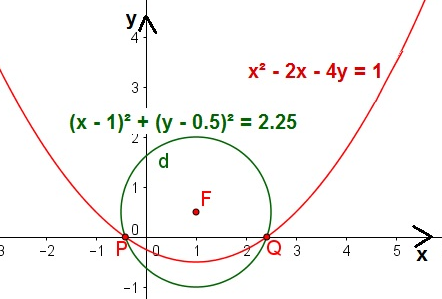 y
4
x² - 2x - 4y = 1
3
(x - 1)² + (y - 0.5)² = 2.25
2
d
1
F
0
P
Q
x
3
−2
−1
0
1
2
3
4
5
−1